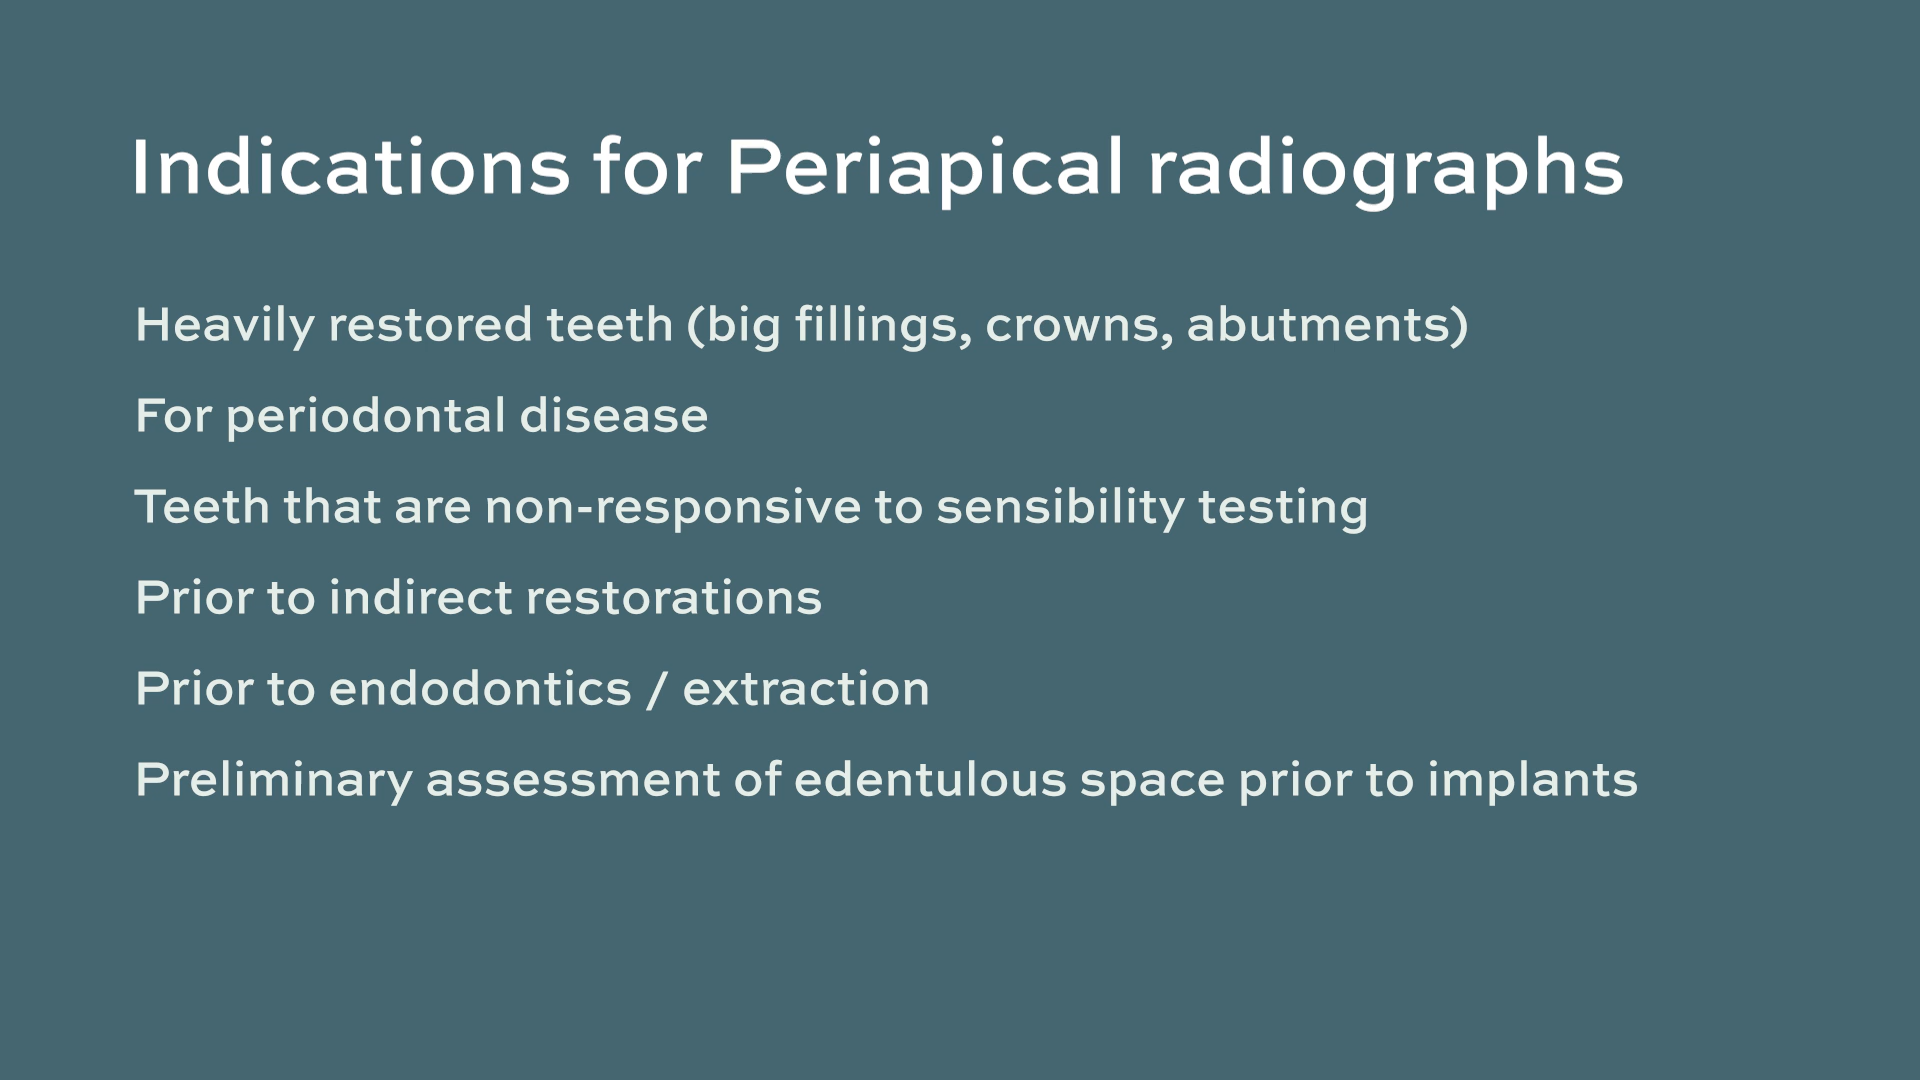 Indications for Periapical radiographs
Heavily restored teeth (big fillings, crowns, abutments)
For periodontal disease
Teeth that are non-responsive to sensibility testing
Prior to indirect restorations
Prior to endodontics / extraction
Preliminary assessment of edentulous space prior to implants